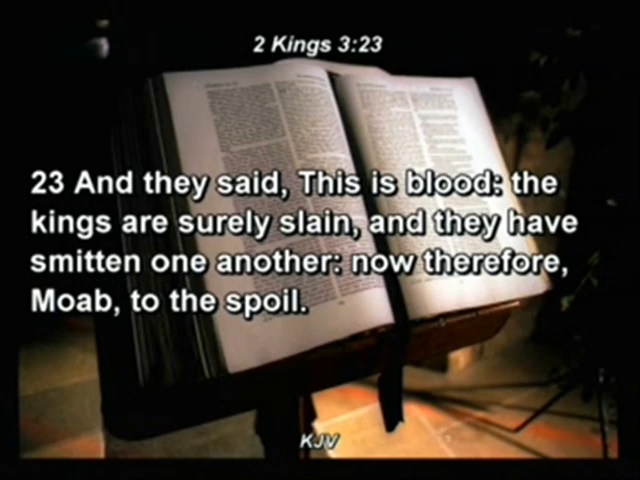 2 Kings 3:23
23 And they said, This is blood: the
kings are surely slain, and they have
smitten one another: now therefore,
Moab, to the spoil.
KJV